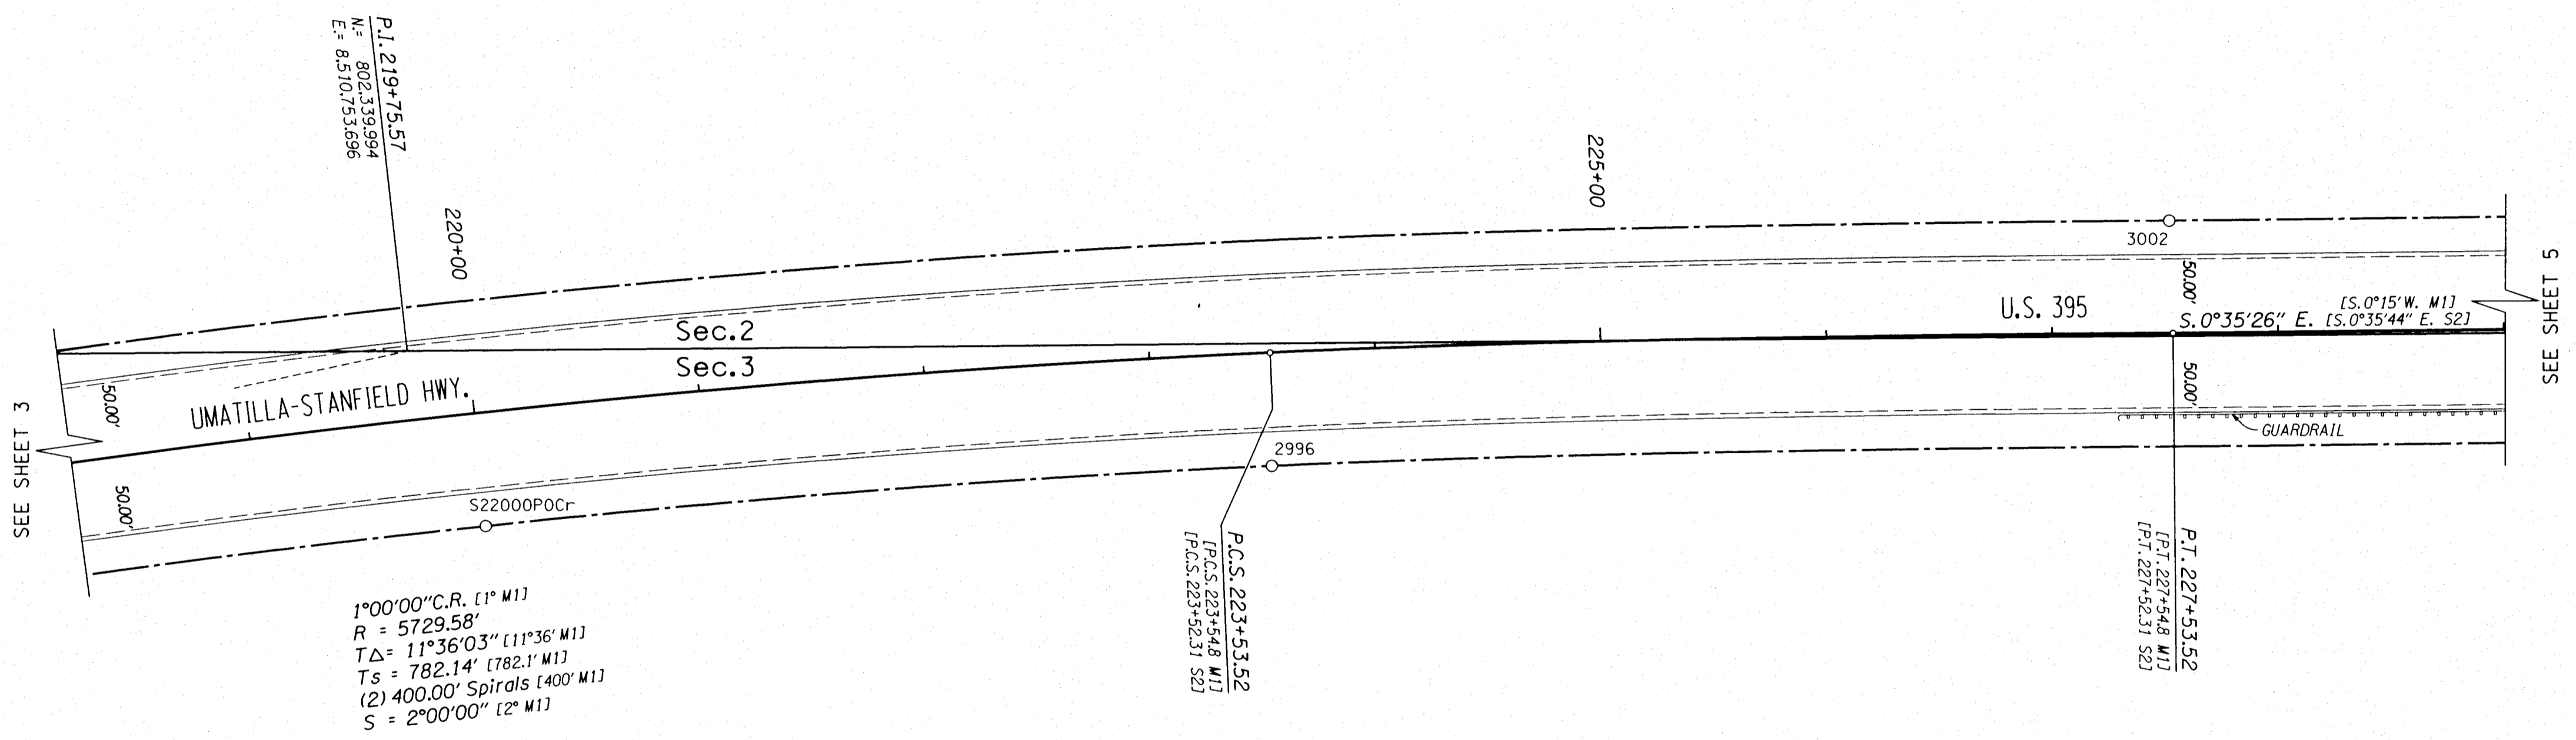 P.I. 219+75.57
N.= 802,339.994
E.= 8,510,753.696
220+00
225+00
3002
50.00'
SEE SHEET 5
[S.0°15'W. M1]
U.S. 395
S.0°35'26" E. [S.0°35'44" E. S2]
Sec.2
Sec.3
50.00'
50.00'
UMATILLA-STANFIELD HWY.
GUARDRAIL
SEE SHEET 3
2996
50.00'
S22000POCr
P.C.S. 223+53.52
[P.C.S. 223+54.8 M1]
[P.C.S. 223+52.31 S2]
P.T. 227+53.52
[P.T. 227+54.8 M1]
[P.T. 227+52.31 S2]
1°00'00"C.R. [1° M1]
R = 5729.58'
T△= 11°36'03" [11°36' M1]
Ts = 782.14' [782.1' M1]
(2) 400.00' Spirals [400' M1]
S = 2°00'00" [2° M1]